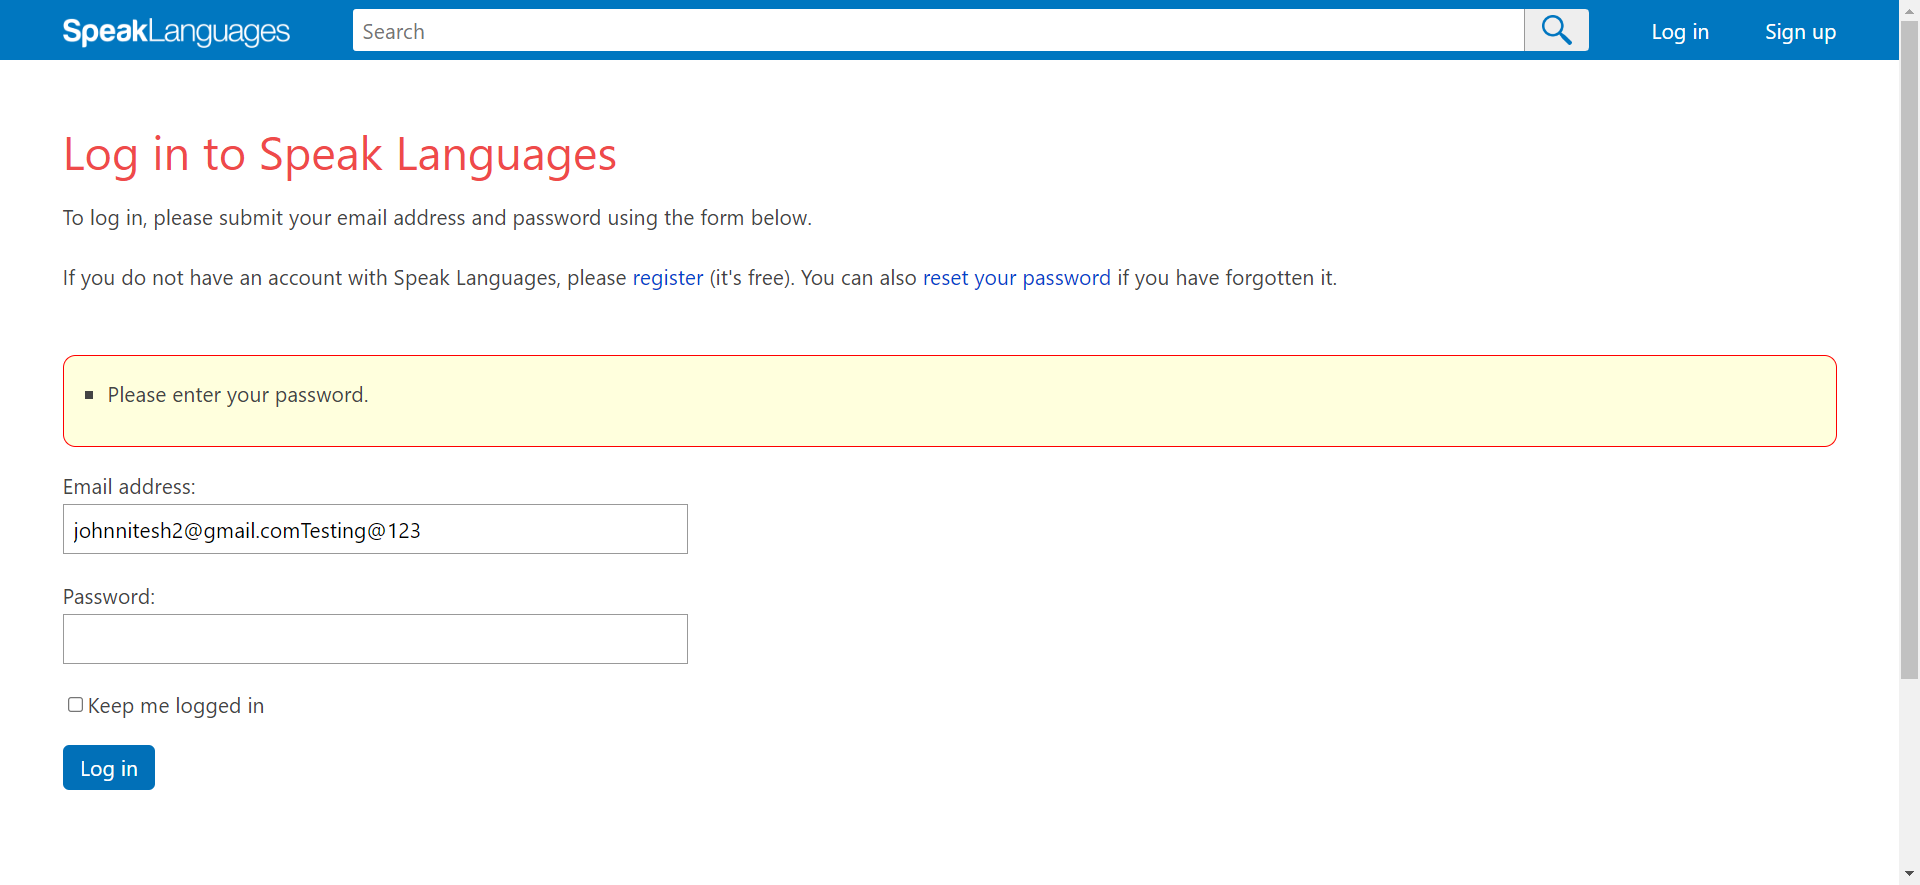 SpeakLanguages
Search
Log in
Sign up
Log in to Speak Languages
To log in, please submit your email address and password using the form below.
If you do not have an account with Speak Languages, please register (it's free). You can also reset your password if you have forgotten it.
Please enter your password.
Email address:
johnnitesh2@gmail.comTesting@123
Password:
Keep me logged in
Log in